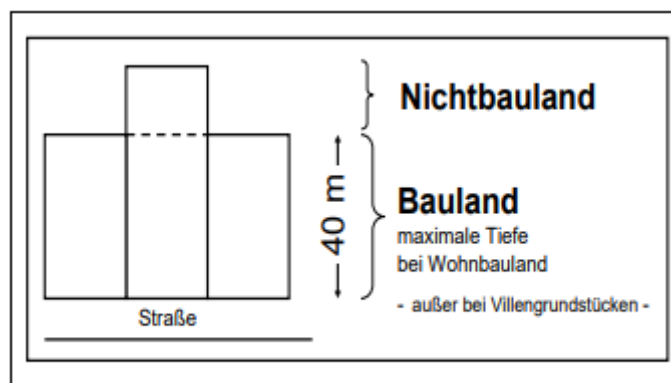 Nichtbauland
40 m
Bauland
maximale Tiefe
bei Wohnbauland
- außer bei Villengrundstücken -
Straße